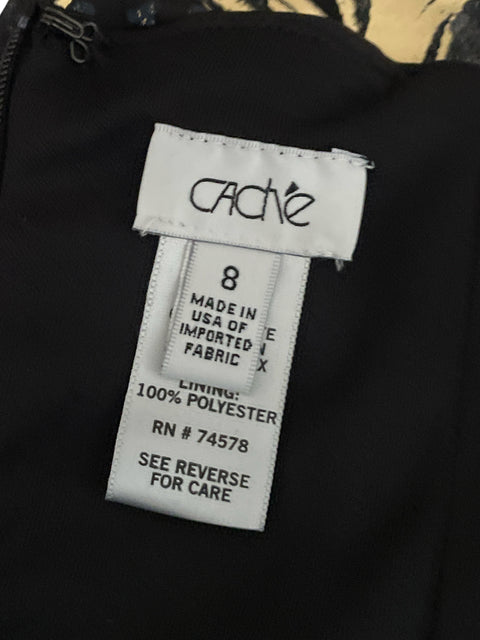 CAChé
8
MADE IN
USA OF
IMPORTED
FABRIC
LINING:
100% POLYESTER
RN # 74578
SEE REVERSE
FOR CARE